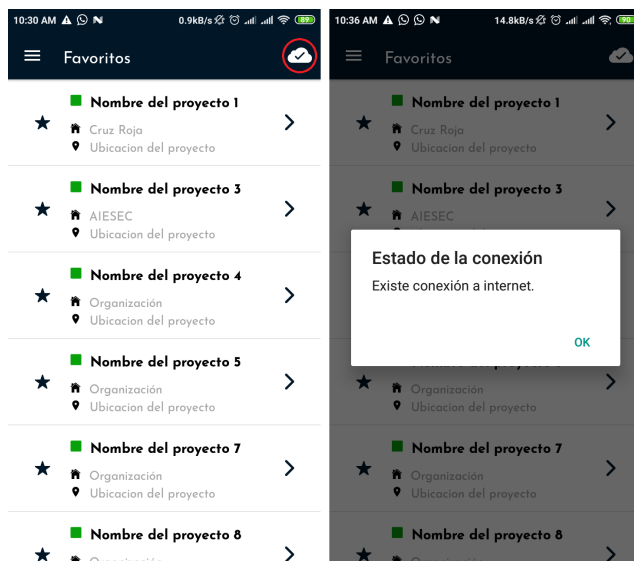 10:30 AM
0.9kB/s
89
Favoritos
Nombre del proyecto 1
Cruz Roja
Ubicacion del proyecto
Nombre del proyecto 3
AIESEC
Ubicacion del proyecto
Nombre del proyecto 4
Organización
Ubicacion del proyecto
Nombre del proyecto 5
Organización
Ubicacion del proyecto
Nombre del proyecto 7
Organización
Ubicacion del proyecto
Nombre del proyecto 8
10:36 AM
14.8kB/s
90
Favoritos
Nombre del proyecto 1
Cruz Roja
Ubicacion del proyecto
Nombre del proyecto 3
AIESEC
Estado de la conexión
Existe conexión a internet.
OK
Organización
Ubicacion del proyecto
Nombre del proyecto 7
Organización
Ubicacion del proyecto
Nombre del proyecto 8